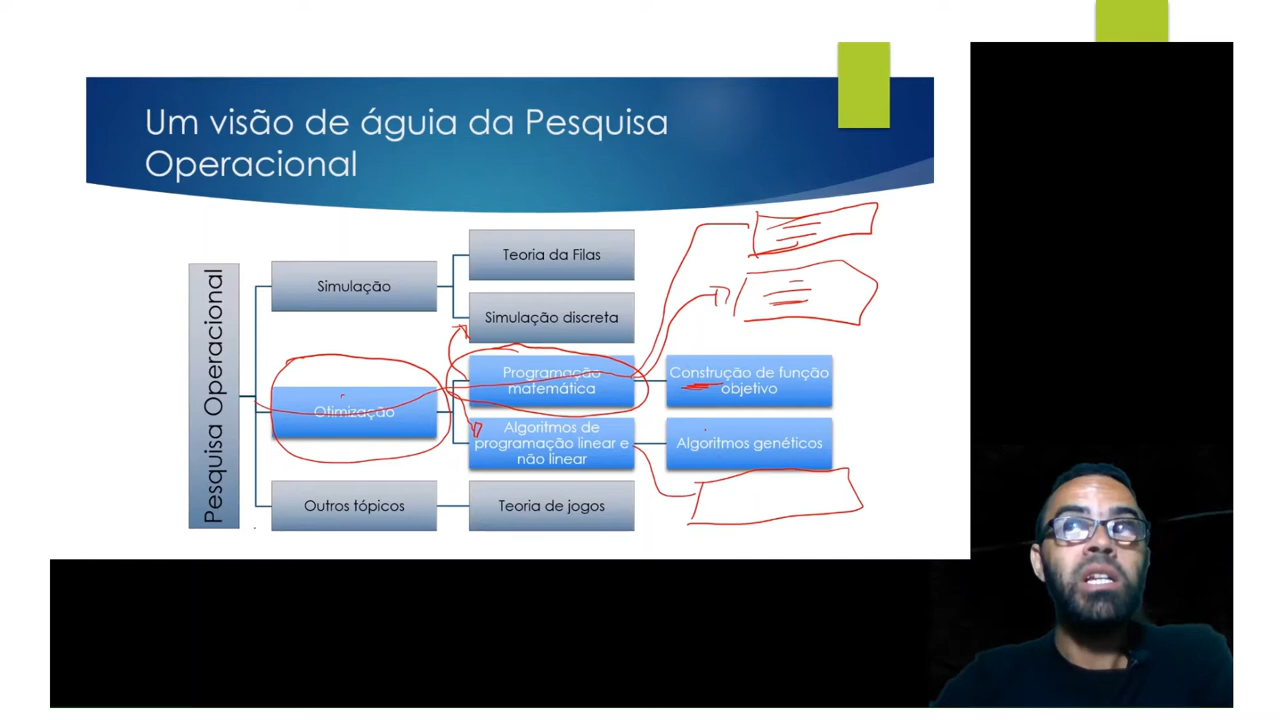 Um visão de águia da Pesquisa
Operacional
Pesquisa Operacional
Simulação
Teoria da Filas
Simulação discreta
Otimização
Programação
matemática
Construção de função
objetivo
Algoritmos de
programação linear e
não linear
Algoritmos genéticos
Outros tópicos
Teoria de jogos